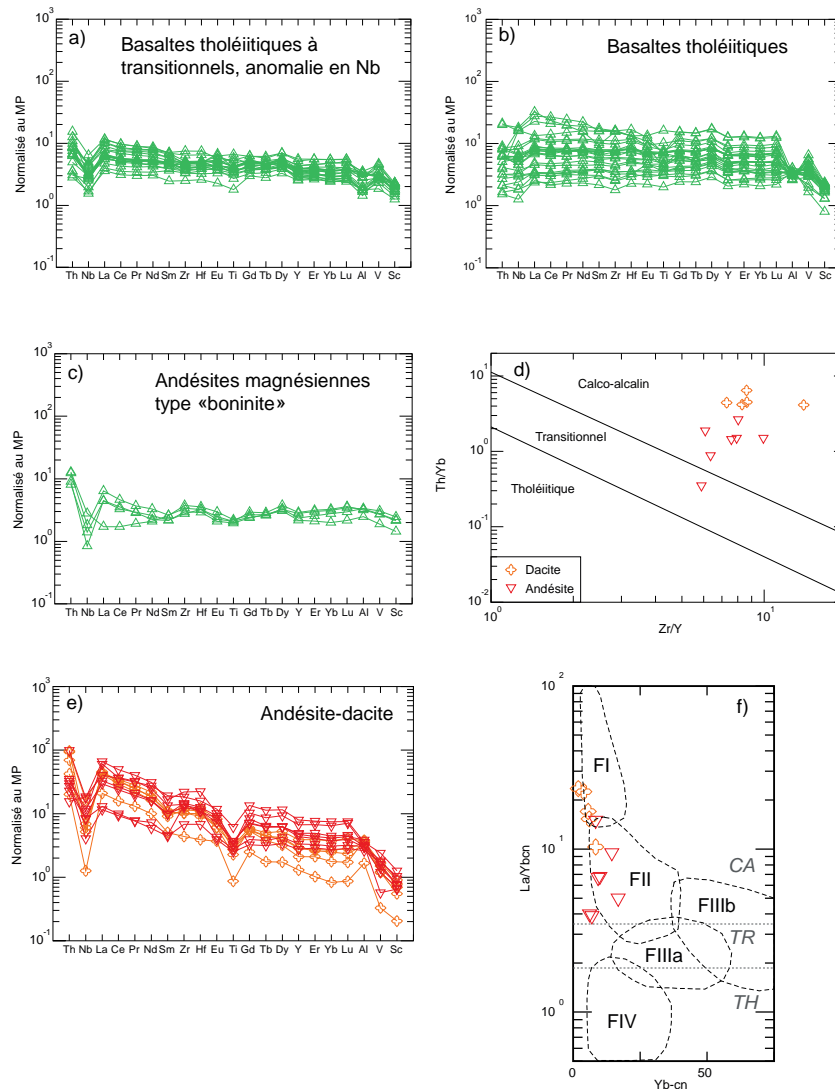 a)
Basaltes tholéiitiques à
transitionnels, anomalie en Nb
Normalisé au MP
10³
10²
10¹
10⁰
10⁻¹
Th Nb La Ce Pr Nd Sm Zr Hf Eu Ti Gd Tb Dy Y Er Yb Lu Al V Sc
b)
Basaltes tholéiitiques
Normalisé au MP
10³
10²
10¹
10⁰
10⁻¹
Th Nb La Ce Pr Nd Sm Zr Hf Eu Ti Gd Tb Dy Y Er Yb Lu Al V Sc
c)
Andésites magnésiennes
type «boninite»
Normalisé au MP
10³
10²
10¹
10⁰
10⁻¹
Th Nb La Ce Pr Nd Sm Zr Hf Eu Ti Gd Tb Dy Y Er Yb Lu Al V Sc
d)
Calco-alcalin
Transitionnel
Tholéiitique
Dacite
Andésite
Th/Yb
10²
10¹
10⁰
10⁻¹
10⁻²
10⁰ 10¹
Zr/Y
e)
Andésite-dacite
Normalisé au MP
10³
10²
10¹
10⁰
10⁻¹
Th Nb La Ce Pr Nd Sm Zr Hf Eu Ti Gd Tb Dy Y Er Yb Lu Al V Sc
f)
FI
CA
FII
FIIIb
TR
FIIIa
TH
FIV
La/Ybcn
10²
10¹
10⁰
0 50
Yb-cn